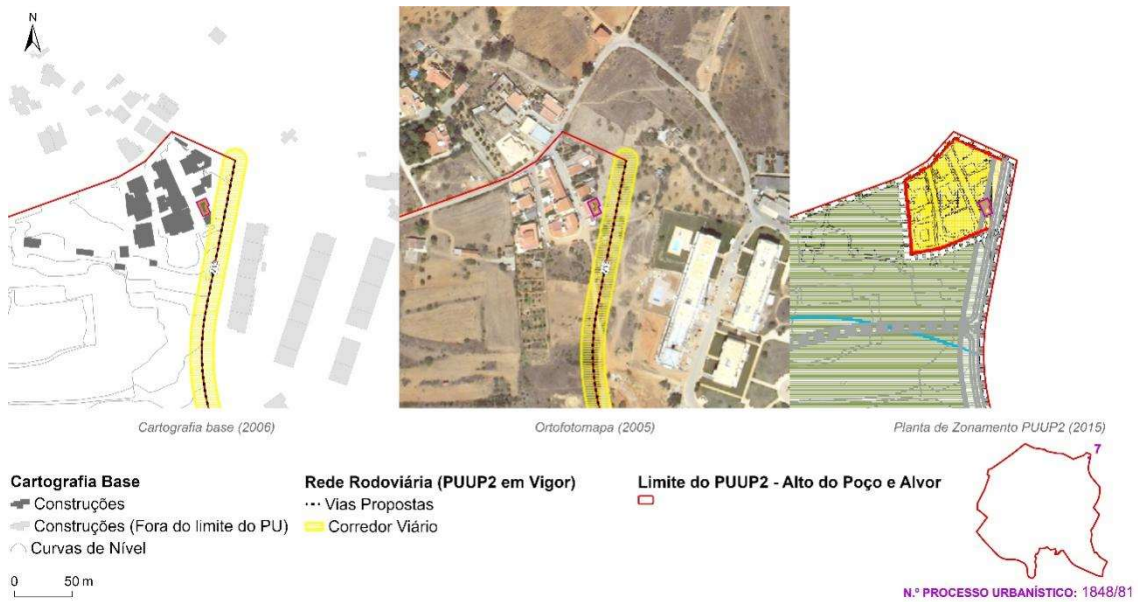 N
Cartografia base (2006)
Ortofotomapa (2005)
Planta de Zonamento PUUP2 (2015)
Cartografia Base
Construções
Construções (Fora do limite do PU)
Curvas de Nível
0 50 m
Rede Rodoviária (PUUP2 em Vigor)
Vias Propostas
Corredor Viário
Limite do PUUP2 - Alto do Poço e Alvor
7
N.º PROCESSO URBANÍSTICO: 1848/81